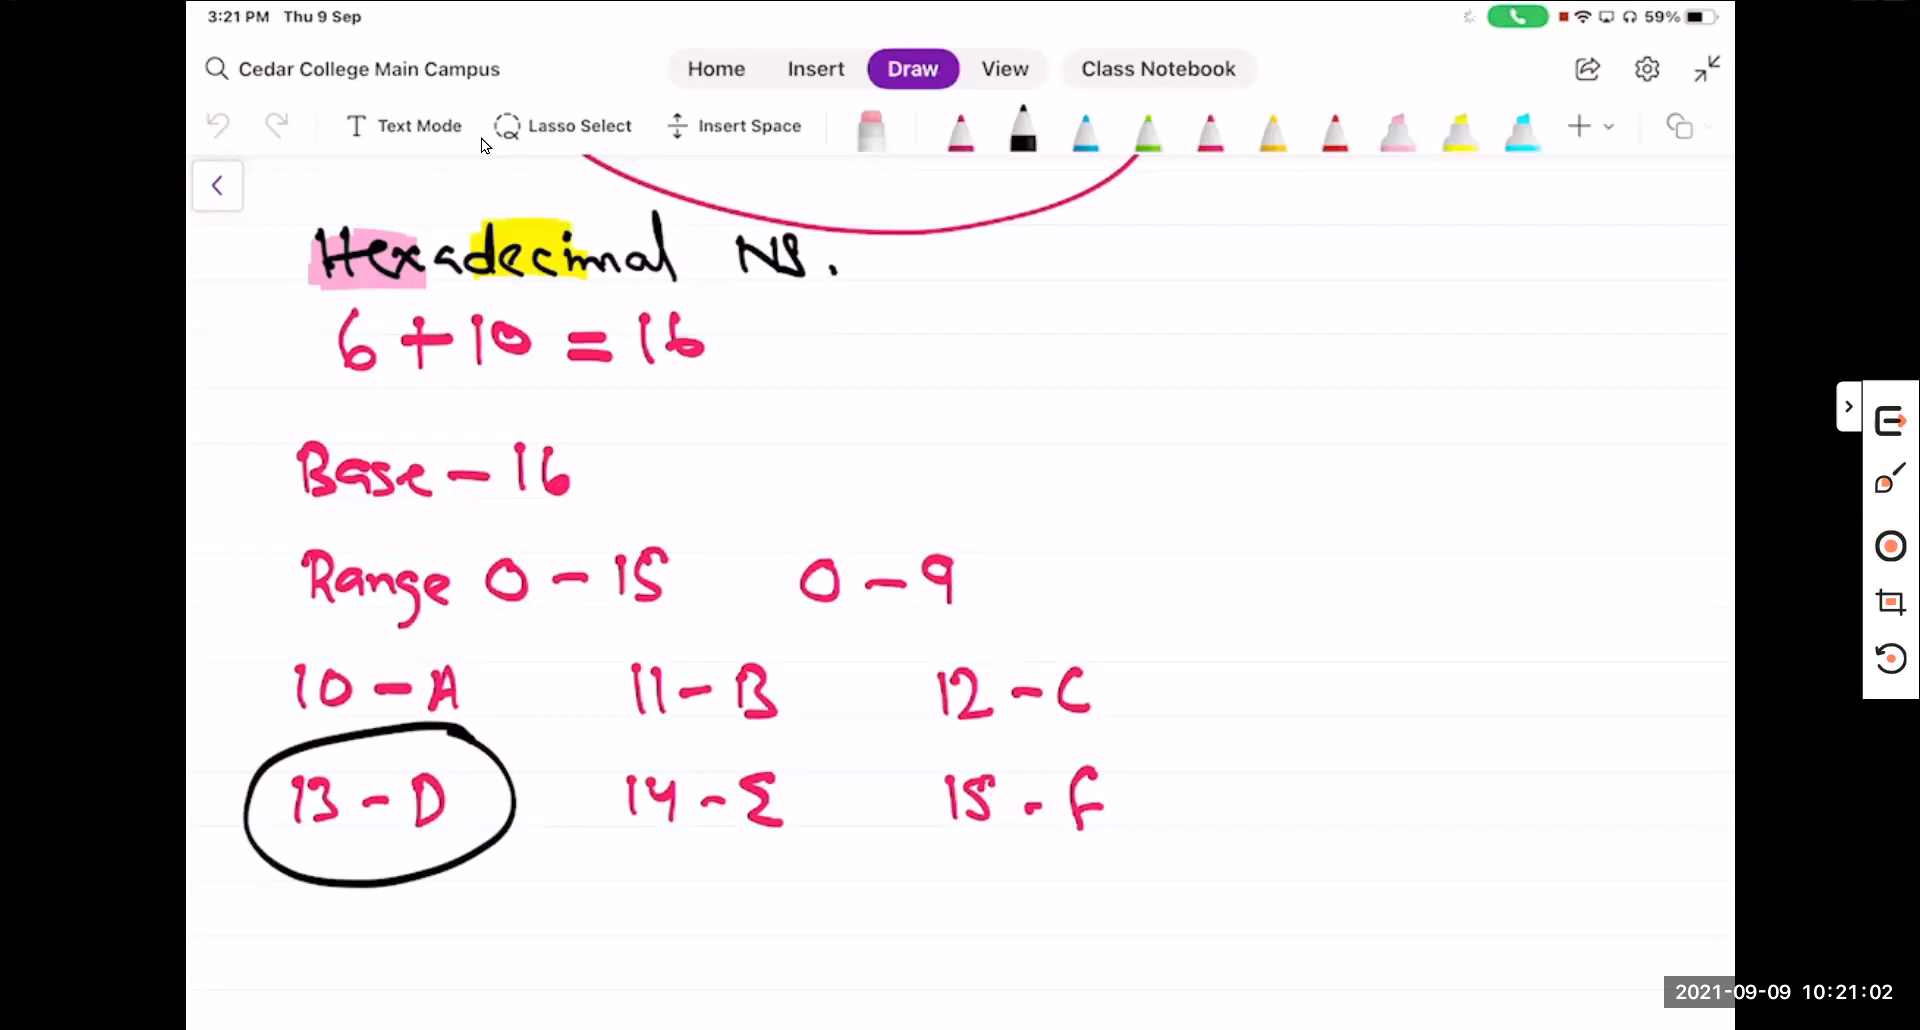 3:21 PM Thu 9 Sep 59%
Cedar College Main Campus Home Insert Draw View Class Notebook
Text Mode Lasso Select Insert Space
Hexadecimal NS.
6 + 10 = 16
Base - 16
Range 0 - 15 0 - 9
10 - A 11 - B 12 - C
13 - D 14 - E 15 - F
2021-09-09 10:21:02